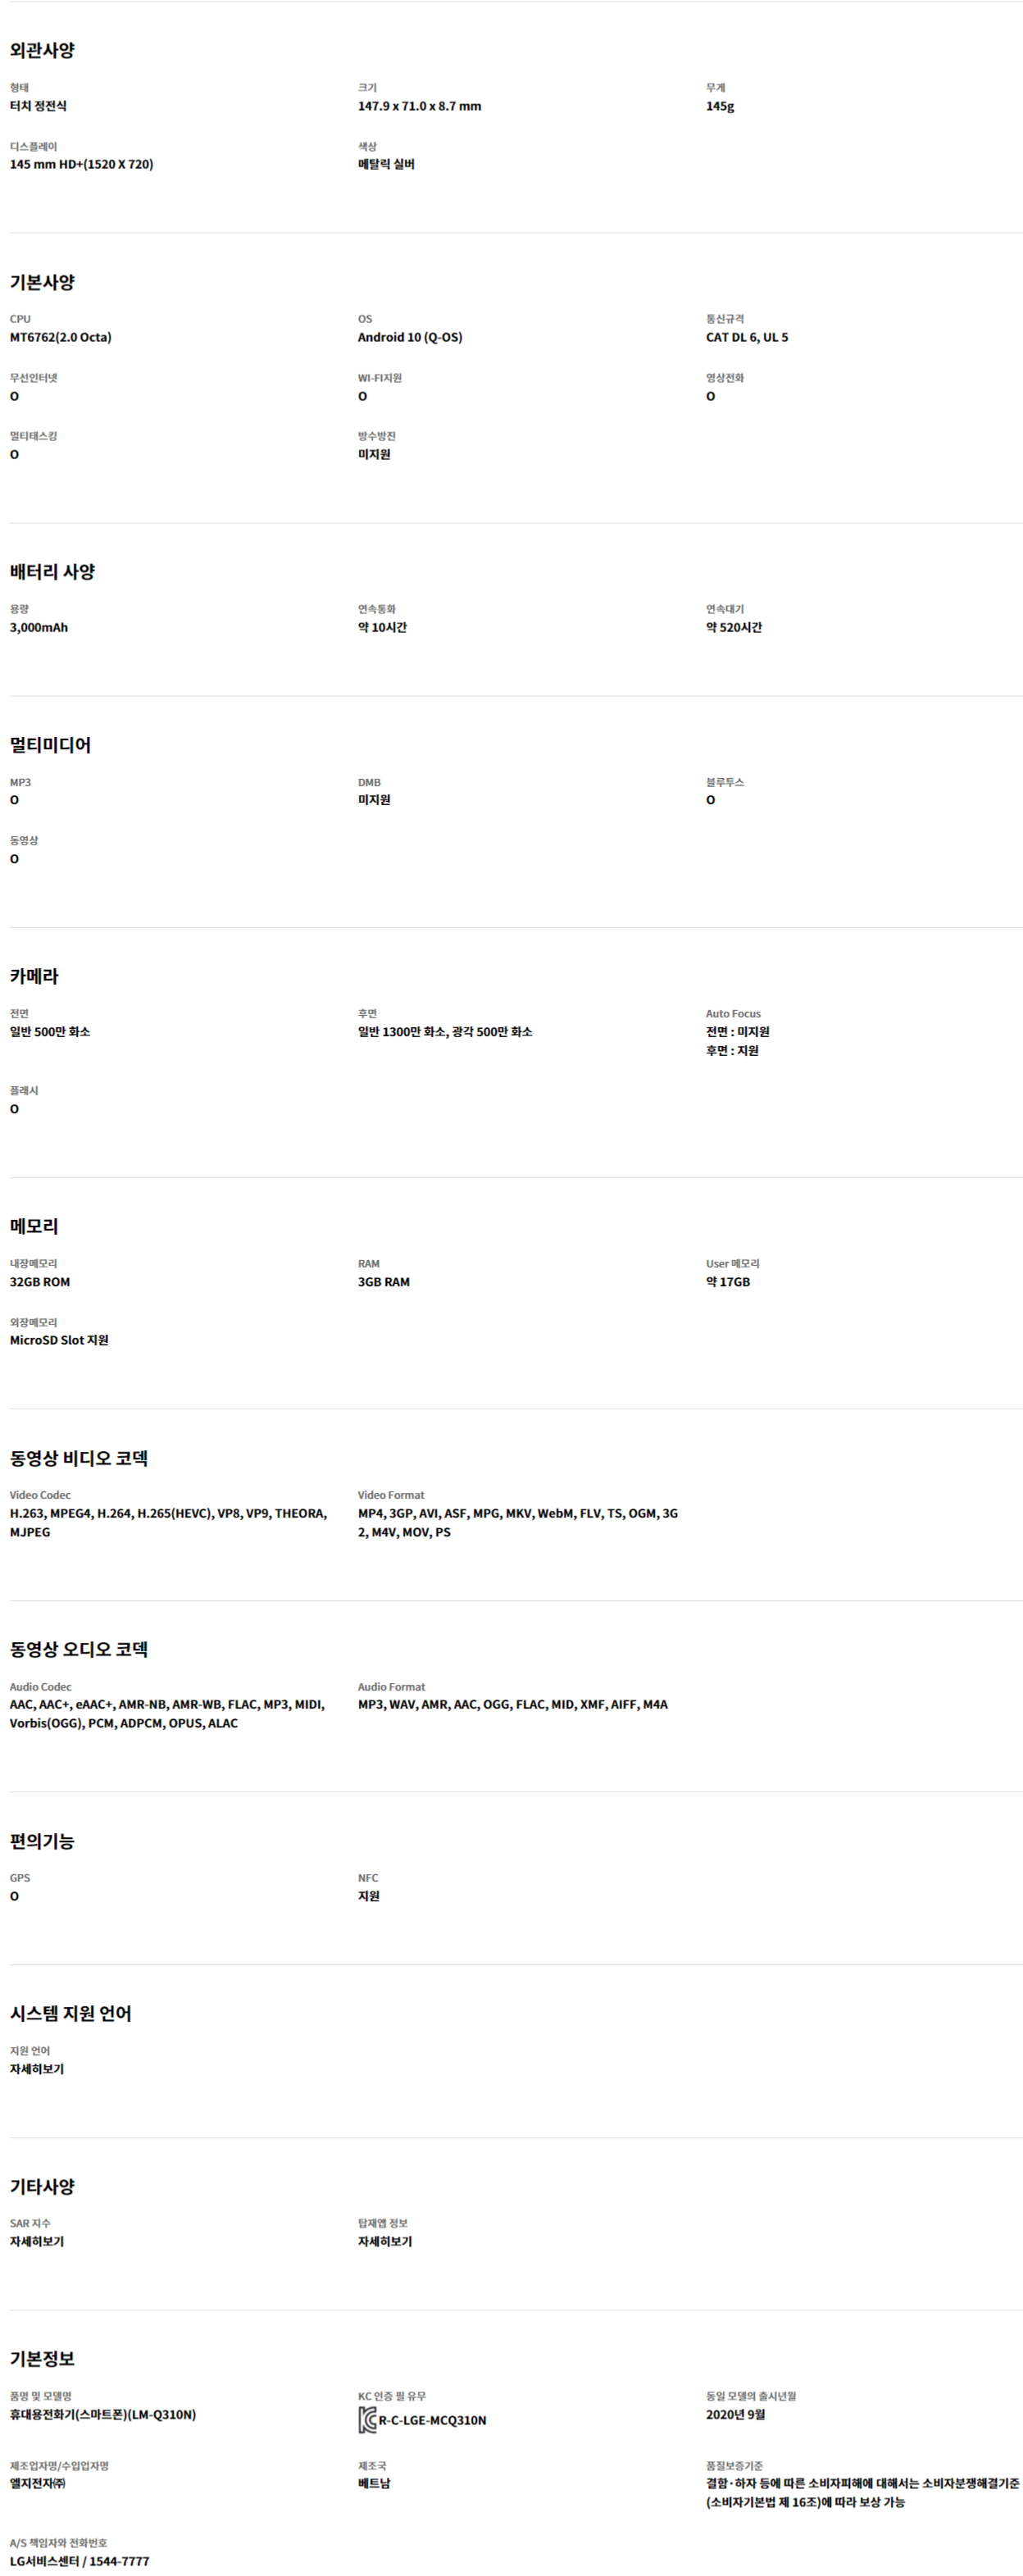 외관사양
형태
터치 정전식
크기
147.9 x 71.0 x 8.7 mm
무게
145g
디스플레이
145 mm HD+(1520 X 720)
색상
메탈릭 실버
기본사양
CPU
MT6762(2.0 Octa)
OS
Android 10 (Q-OS)
통신규격
CAT DL 6, UL 5
무선인터넷
O
WI-FI지원
O
영상전화
O
멀티태스킹
O
방수방진
미지원
배터리 사양
용량
3,000mAh
연속통화
약 10시간
연속대기
약 520시간
멀티미디어
MP3
O
DMB
미지원
블루투스
O
동영상
O
카메라
전면
일반 500만 화소
후면
일반 1300만 화소, 광각 500만 화소
Auto Focus
전면 : 미지원
후면 : 지원
플래시
O
메모리
내장메모리
32GB ROM
RAM
3GB RAM
User 메모리
약 17GB
외장메모리
MicroSD Slot 지원
동영상 비디오 코덱
Video Codec
H.263, MPEG4, H.264, H.265(HEVC), VP8, VP9, THEORA,
MJPEG
Video Format
MP4, 3GP, AVI, ASF, MPG, MKV, WebM, FLV, TS, OGM, 3G
2, M4V, MOV, PS
동영상 오디오 코덱
Audio Codec
AAC, AAC+, eAAC+, AMR-NB, AMR-WB, FLAC, MP3, MIDI,
Vorbis(OGG), PCM, ADPCM, OPUS, ALAC
Audio Format
MP3, WAV, AMR, AAC, OGG, FLAC, MID, XMF, AIFF, M4A
편의기능
GPS
O
NFC
지원
시스템 지원 언어
지원 언어
자세히보기
기타사양
SAR 지수
자세히보기
탑재앱 정보
자세히보기
기본정보
품명 및 모델명
휴대용전화기(스마트폰)(LM-Q310N)
KC 인증 필 유무
R-C-LGE-MCQ310N
동일 모델의 출시년월
2020년 9월
제조업자명/수입업자명
엘지전자㈜
제조국
베트남
품질보증기준
결함·하자 등에 따른 소비자피해에 대해서는 소비자분쟁해결기준
(소비자기본법 제 16조)에 따라 보상 가능
A/S 책임자와 전화번호
LG서비스센터 / 1544-7777